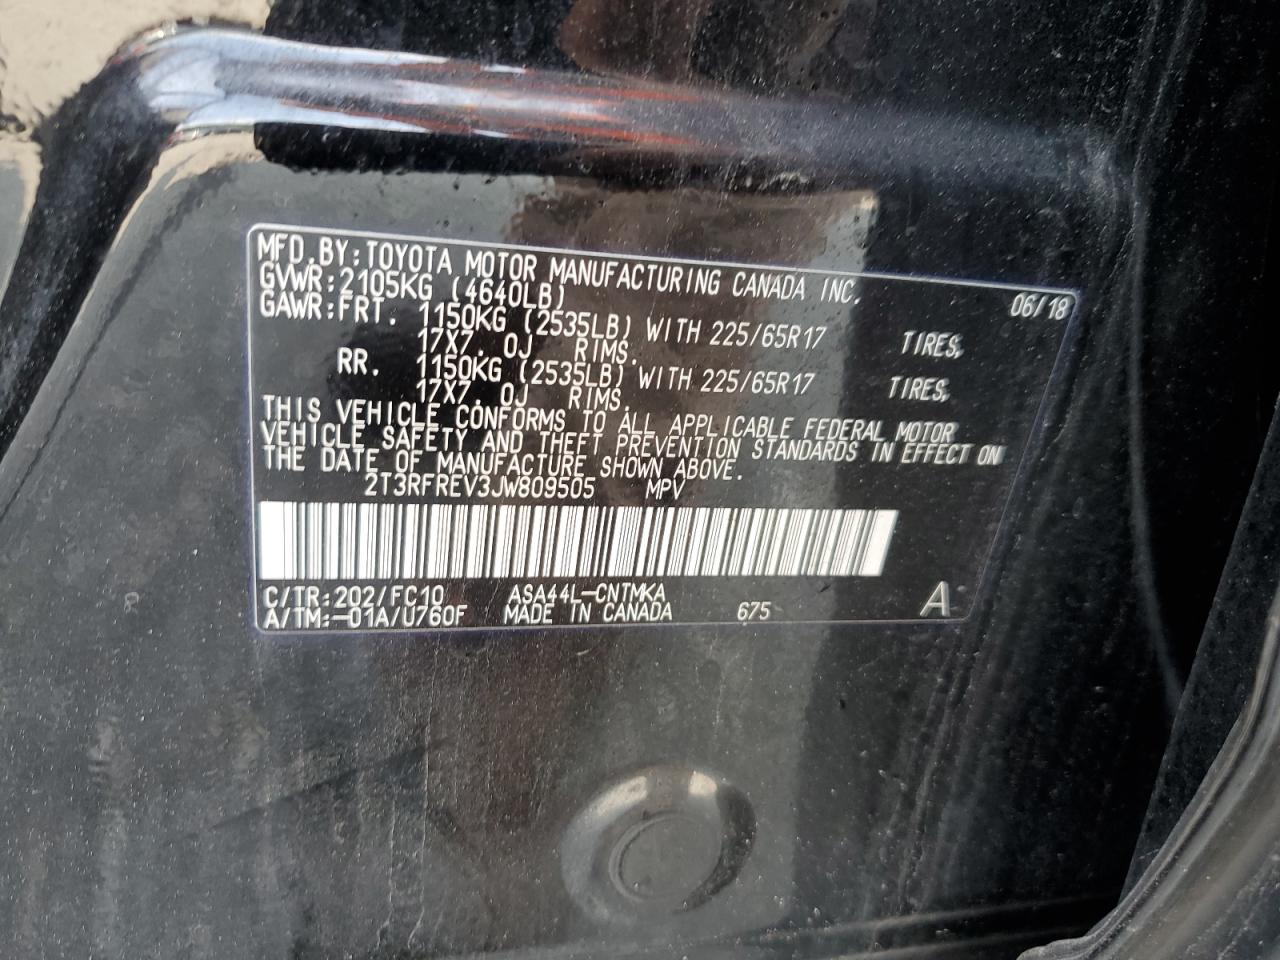 MFD.BY:TOYOTA MOTOR MANUFACTURING CANADA INC.
GVWR:2105KG (4640LB) 06/18
GAWR:FRT. 1150KG (2535LB) WITH 225/65R17 TIRES,
17X7.0J RIMS.
RR. 1150KG (2535LB) WITH 225/65R17 TIRES,
17X7.0J RIMS.
THIS VEHICLE CONFORMS TO ALL APPLICABLE FEDERAL MOTOR
VEHICLE SAFETY AND THEFT PREVENTION STANDARDS IN EFFECT ON
THE DATE OF MANUFACTURE SHOWN ABOVE.
2T3RFREV3JW809505 MPV
C/TR:202/FC10 ASA44L-CNTMKA
A/TM:-01A/U760F MADE IN CANADA 675 A